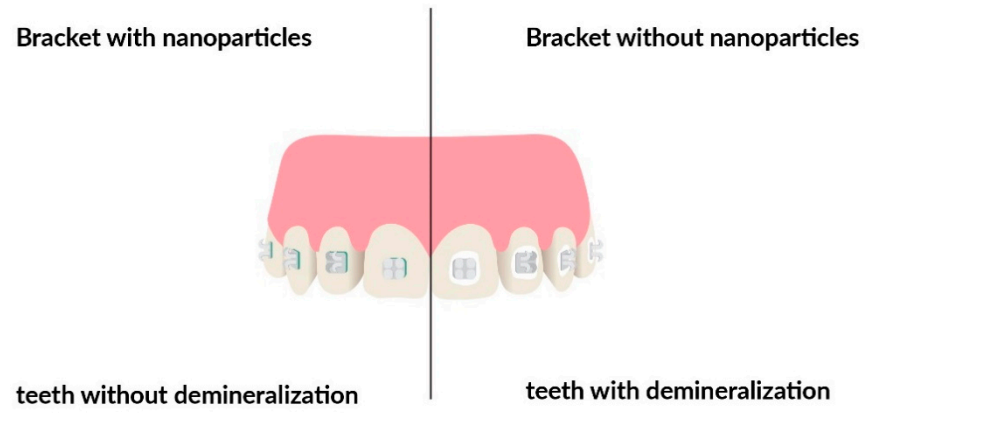 Bracket with nanoparticles
Bracket without nanoparticles
teeth without demineralization
teeth with demineralization